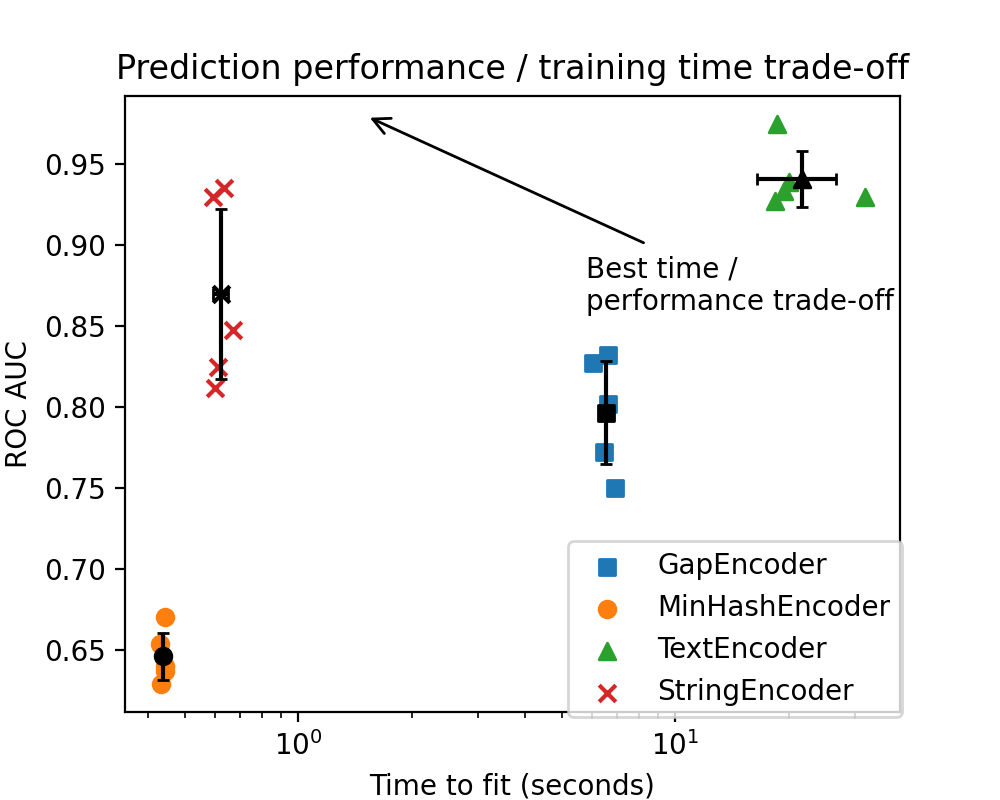 Prediction performance / training time trade-off
ROC AUC
0.95
0.90
0.85
0.80
0.75
0.70
0.65
Best time /
performance trade-off
GapEncoder
MinHashEncoder
TextEncoder
StringEncoder
10⁰
10¹
Time to fit (seconds)